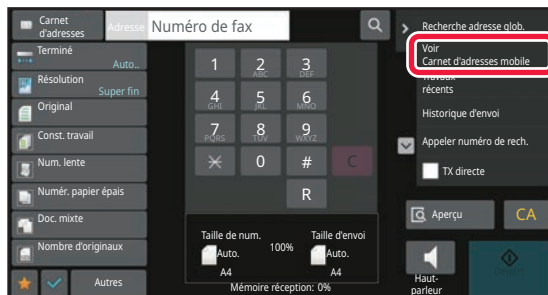 Carnet
d'adresses
Adresse
Numéro de fax
Terminé
Auto..
Résolution
Super fin
Original
Const. travail
Num. lente
Numér. papier épais
Doc. mixte
Nombre d'originaux
Autres
1
2
ABC
3
DEF
4
GHI
5
JKL
6
MNO
7
PQRS
8
TUV
9
WXYZ
0
#
C
R
Taille de num.
100%
Taille d'envoi
Auto.
A4
Auto.
A4
Mémoire réception: 0%
Recherche adresse glob.
Voir
Carnet d'adresses mobile
Travaux
récents
Historique d'envoi
Appeler numéro de rech.
TX directe
Aperçu
CA
Haut-
parleur